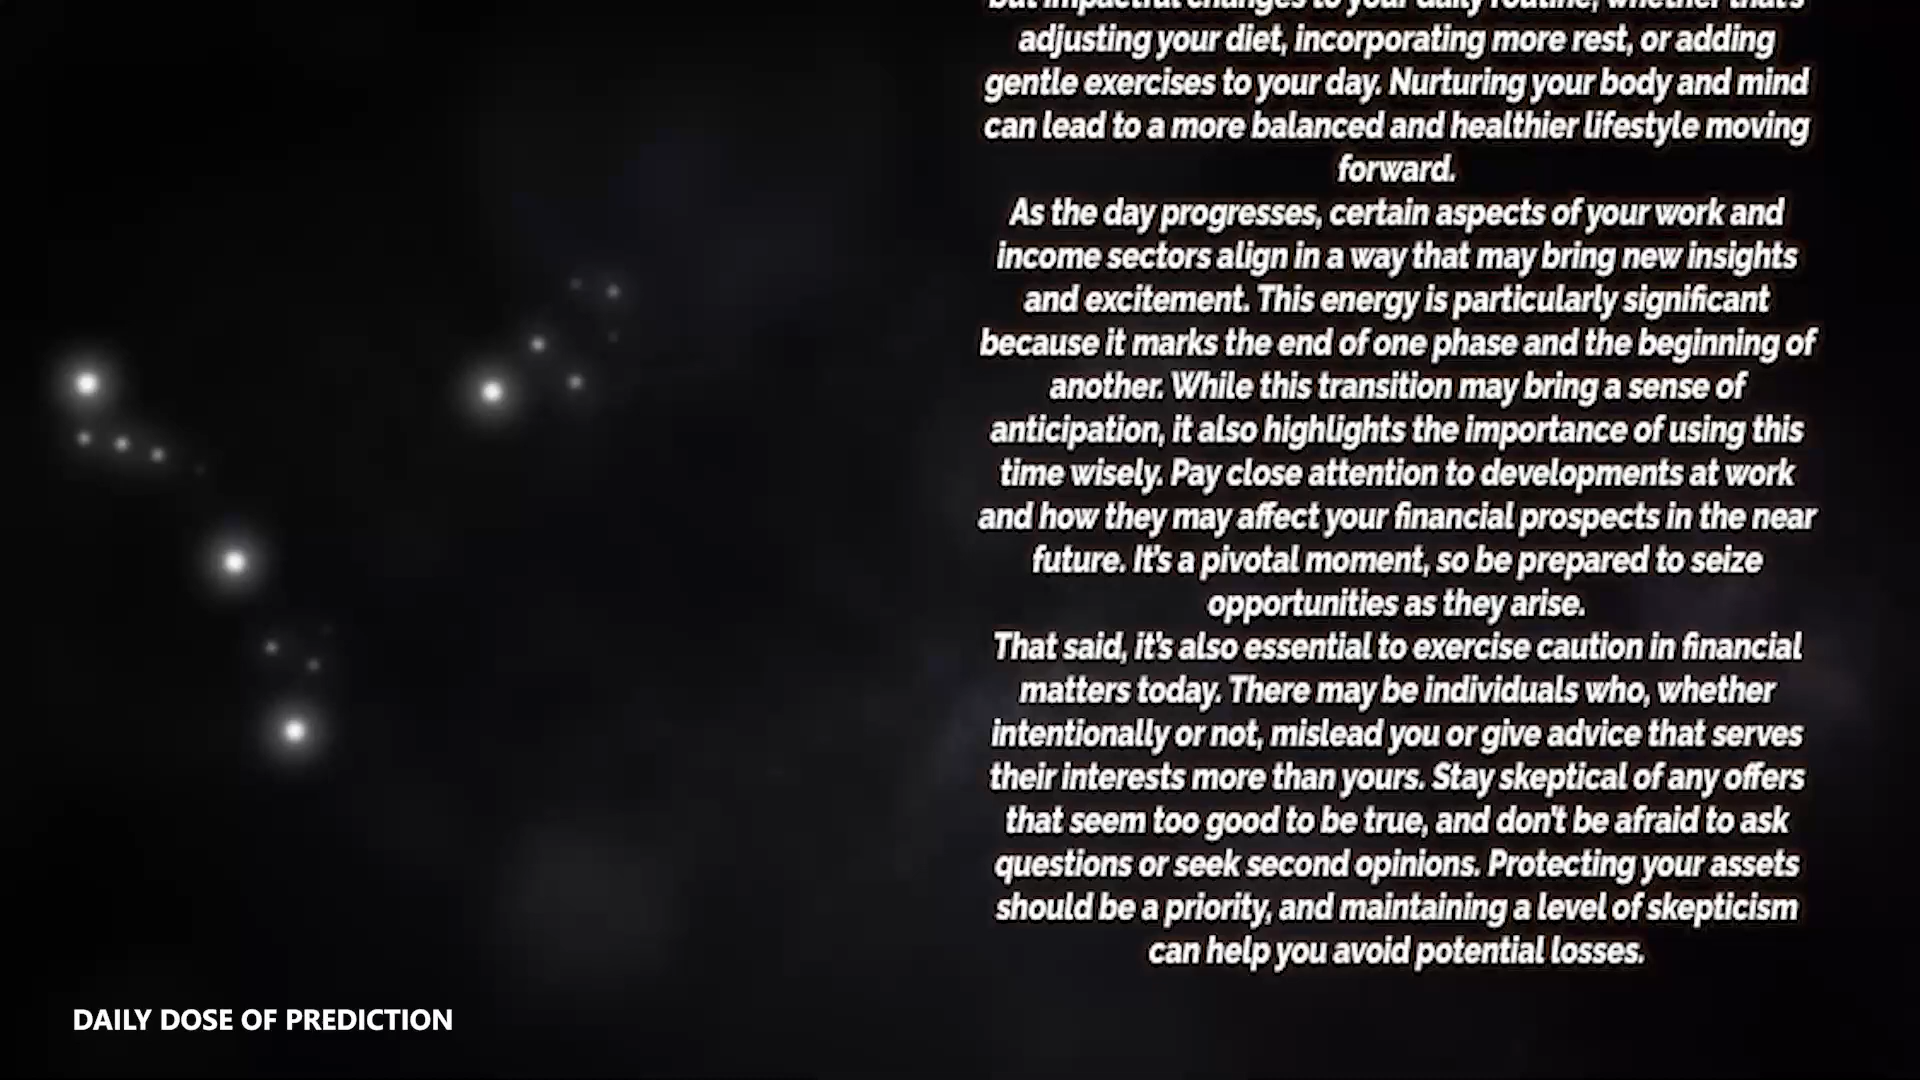 but impactful changes to your daily routine, whether that's
adjusting your diet, incorporating more rest, or adding
gentle exercises to your day. Nurturing your body and mind
can lead to a more balanced and healthier lifestyle moving
forward.
As the day progresses, certain aspects of your work and
income sectors align in a way that may bring new insights
and excitement. This energy is particularly significant
because it marks the end of one phase and the beginning of
another. While this transition may bring a sense of
anticipation, it also highlights the importance of using this
time wisely. Pay close attention to developments at work
and how they may affect your financial prospects in the near
future. It's a pivotal moment, so be prepared to seize
opportunities as they arise.
That said, it's also essential to exercise caution in financial
matters today. There may be individuals who, whether
intentionally or not, mislead you or give advice that serves
their interests more than yours. Stay skeptical of any offers
that seem too good to be true, and don't be afraid to ask
questions or seek second opinions. Protecting your assets
should be a priority, and maintaining a level of skepticism
can help you avoid potential losses.
DAILY DOSE OF PREDICTION